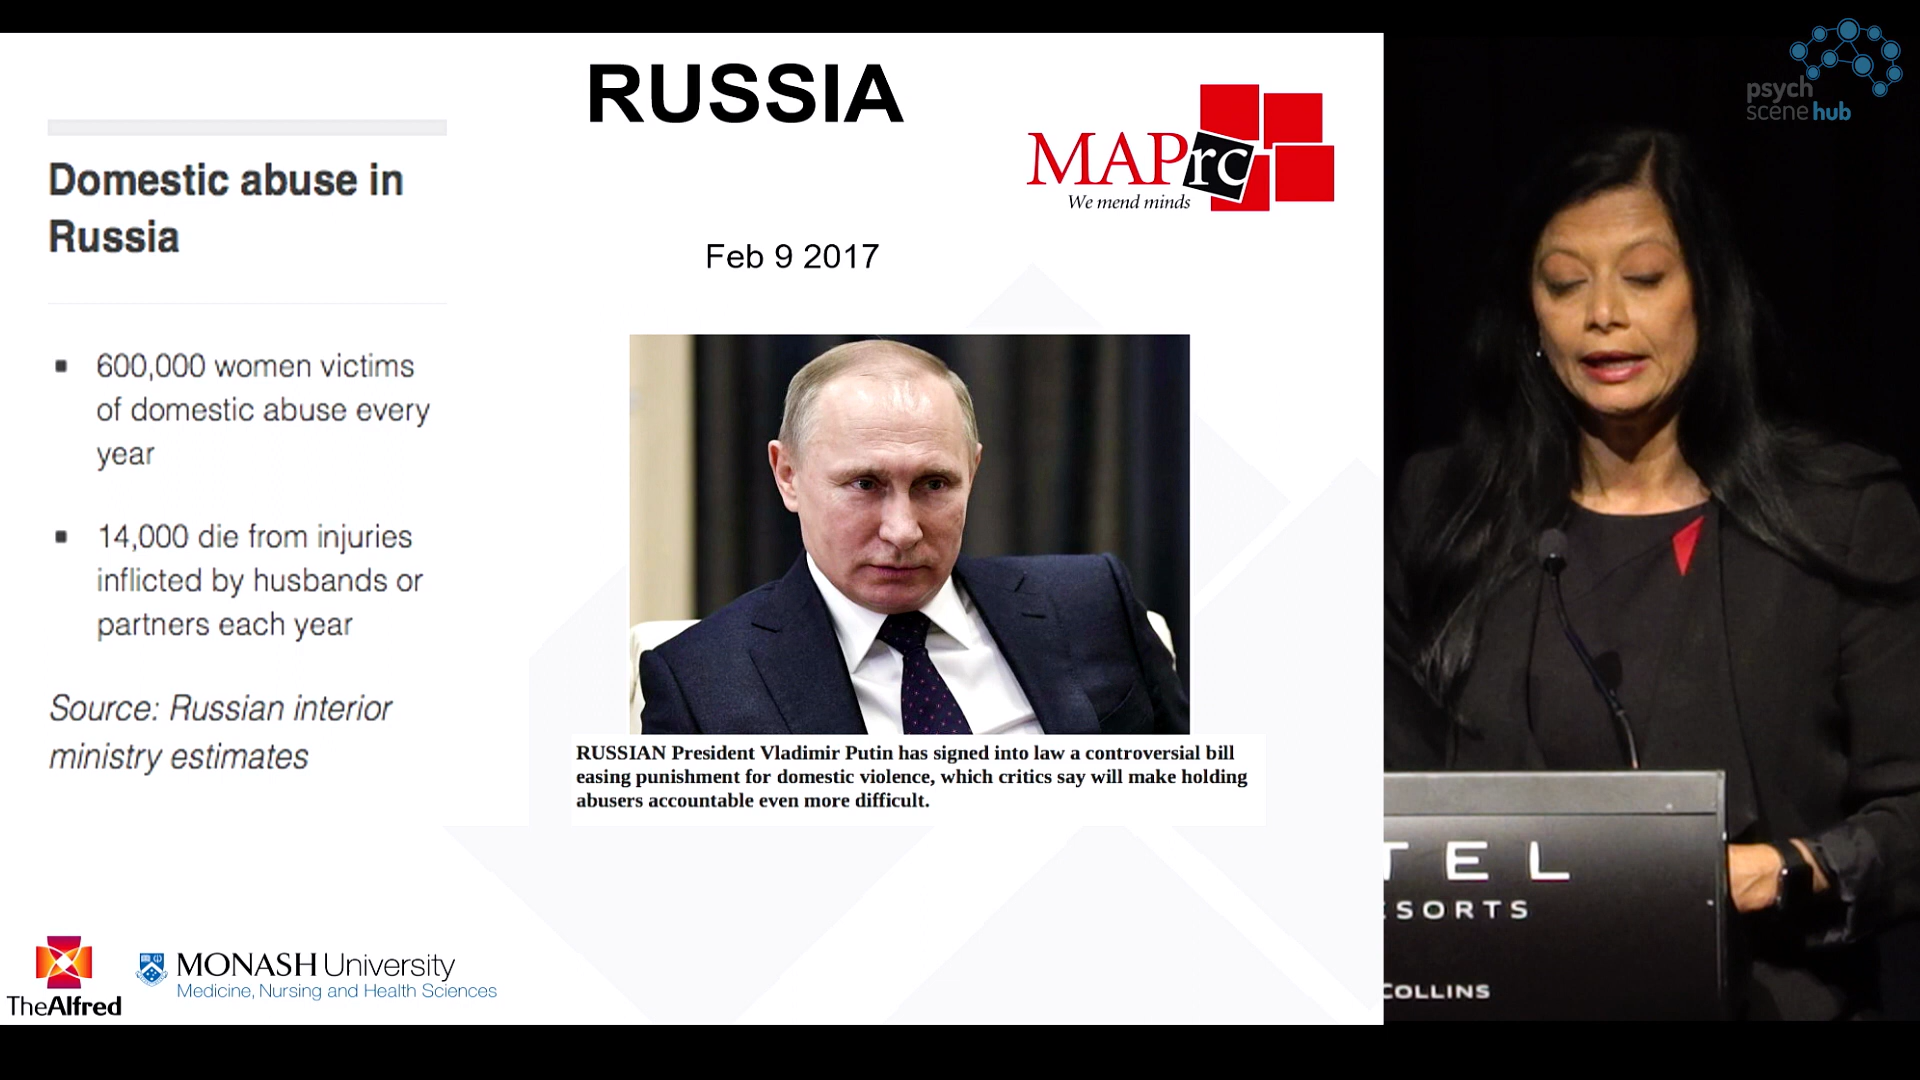 RUSSIA
MAPrc
We mend minds
psych
scene hub
Domestic abuse in
Russia
Feb 9 2017
▪ 600,000 women victims
of domestic abuse every
year
▪ 14,000 die from injuries
inflicted by husbands or
partners each year
Source: Russian interior
ministry estimates
RUSSIAN President Vladimir Putin has signed into law a controversial bill
easing punishment for domestic violence, which critics say will make holding
abusers accountable even more difficult.
TheAlfred
MONASH University
Medicine, Nursing and Health Sciences
TEL
ESORTS
COLLINS